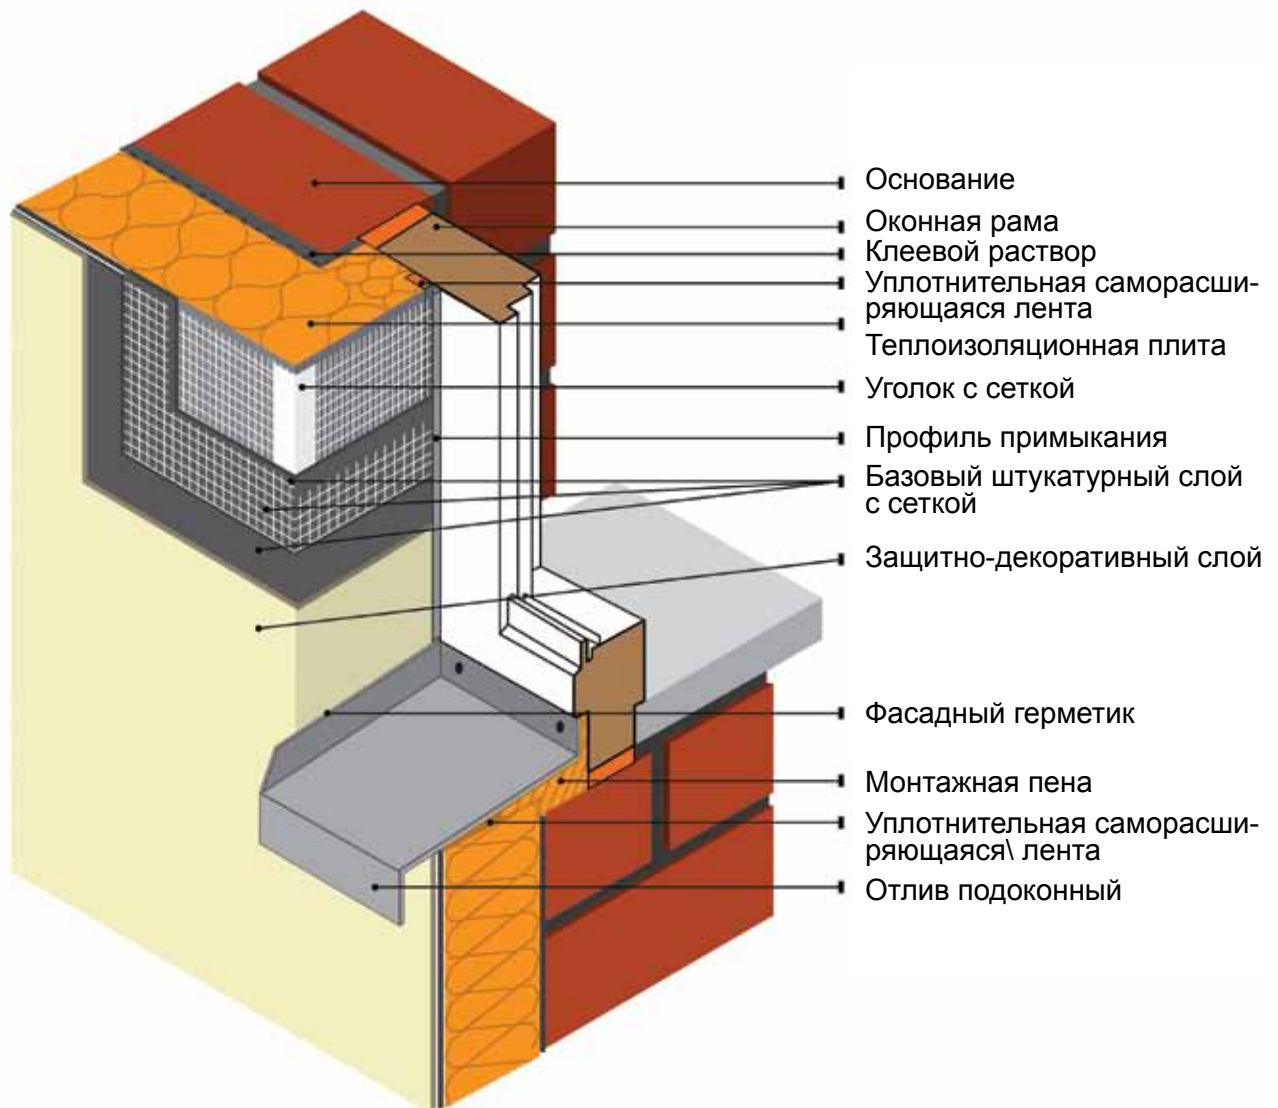 Основание
Оконная рама
Клеевой раствор
Уплотнительная саморасши-
ряющаяся лента
Теплоизоляционная плита
Уголок с сеткой
Профиль примыкания
Базовый штукатурный слой
с сеткой
Защитно-декоративный слой
Фасадный герметик
Монтажная пена
Уплотнительная саморасши-
ряющаяся\ лента
Отлив подоконный